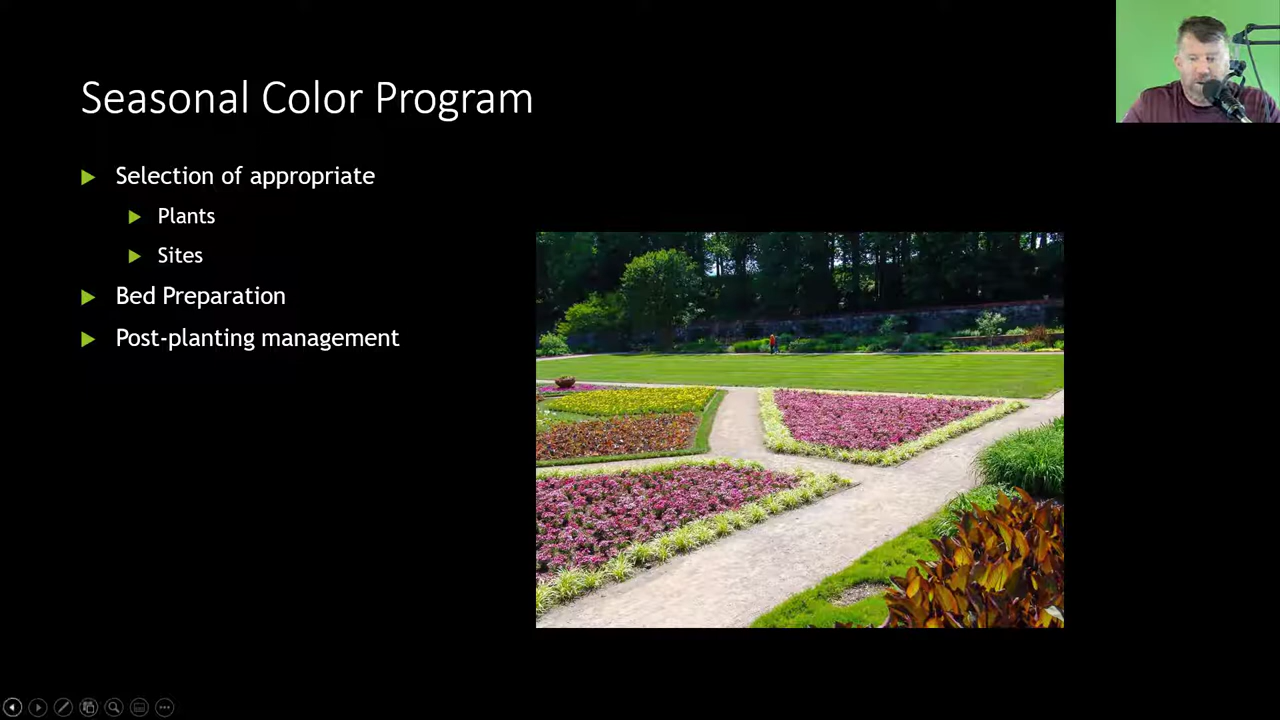 Seasonal Color Program
Selection of appropriate
Plants
Sites
Bed Preparation
Post-planting management